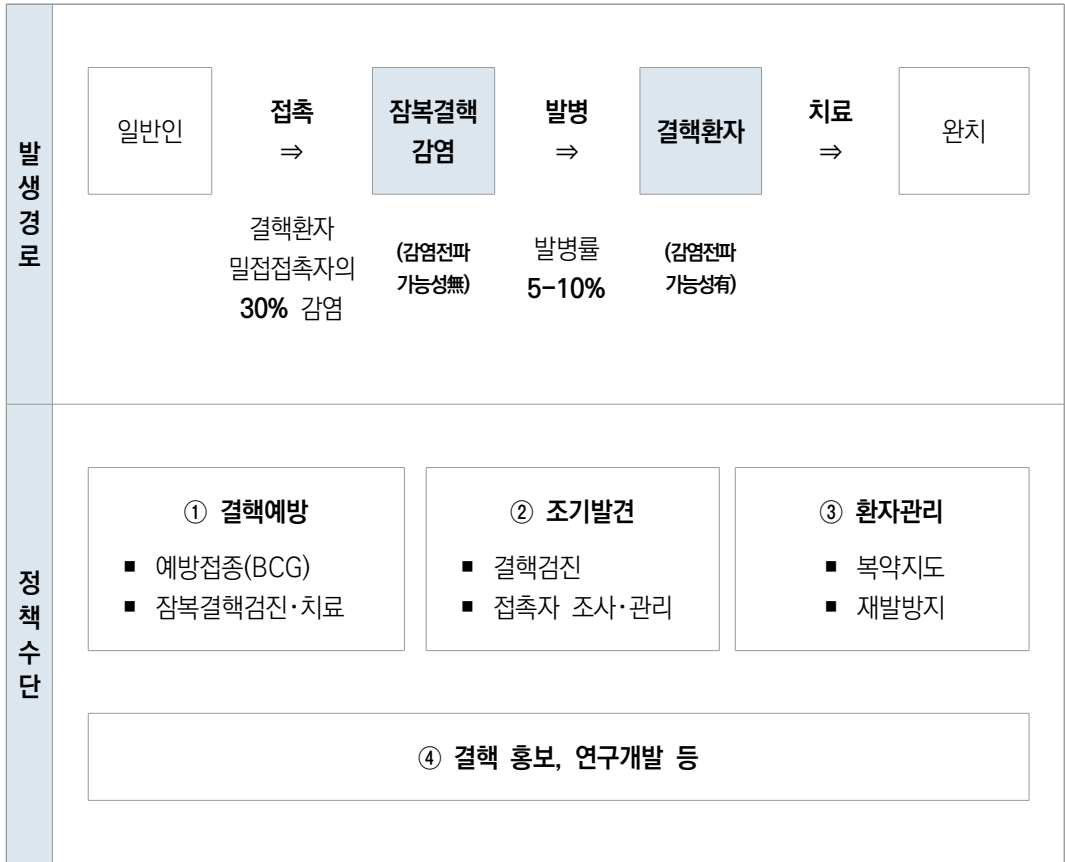 발생경로
일반인
접촉
⇒
결핵환자
밀접접촉자의
30% 감염
잠복결핵
감염
(감염전파
가능성無)
발병
⇒
발병률
5-10%
결핵환자
(감염전파
가능성有)
치료
⇒
완치
정책수단
① 결핵예방
■ 예방접종(BCG)
■ 잠복결핵검진·치료
② 조기발견
■ 결핵검진
■ 접촉자 조사·관리
③ 환자관리
■ 복약지도
■ 재발방지
④ 결핵 홍보, 연구개발 등